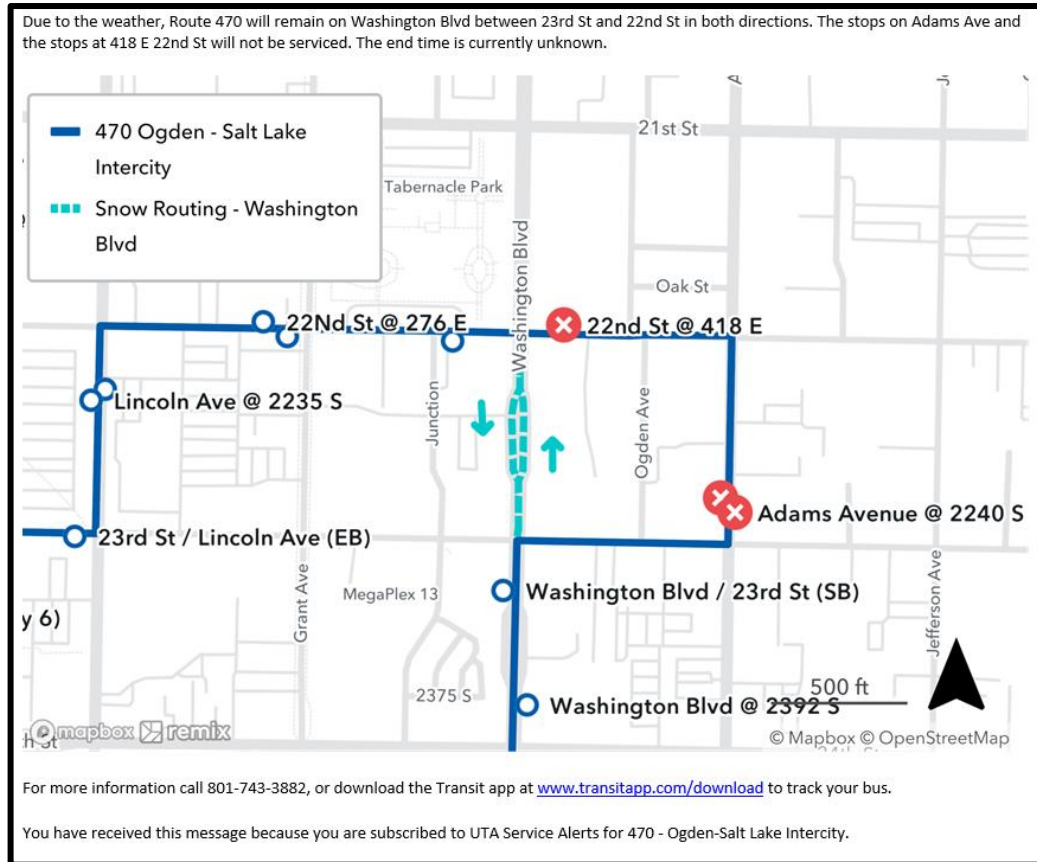 Due to the weather, Route 470 will remain on Washington Blvd between 23rd St and 22nd St in both directions. The stops on Adams Ave and
the stops at 418 E 22nd St will not be serviced. The end time is currently unknown.
470 Ogden - Salt Lake
Intercity
Snow Routing - Washington
Blvd
21st St
Tabernacle Park
Washington Blvd
Oak St
22Nd St @ 276 E
22nd St @ 418 E
Lincoln Ave @ 2235 S
Junction
Ogden Ave
Adams Avenue @ 2240 S
23rd St / Lincoln Ave (EB)
Grant Ave
MegaPlex 13
Washington Blvd / 23rd St (SB)
Jefferson Ave
y 6)
2375 S
Washington Blvd @ 2392 S
500 ft
mapbox remix
© Mapbox © OpenStreetMap
For more information call 801-743-3882, or download the Transit app at www.transitapp.com/download to track your bus.
You have received this message because you are subscribed to UTA Service Alerts for 470 - Ogden-Salt Lake Intercity.